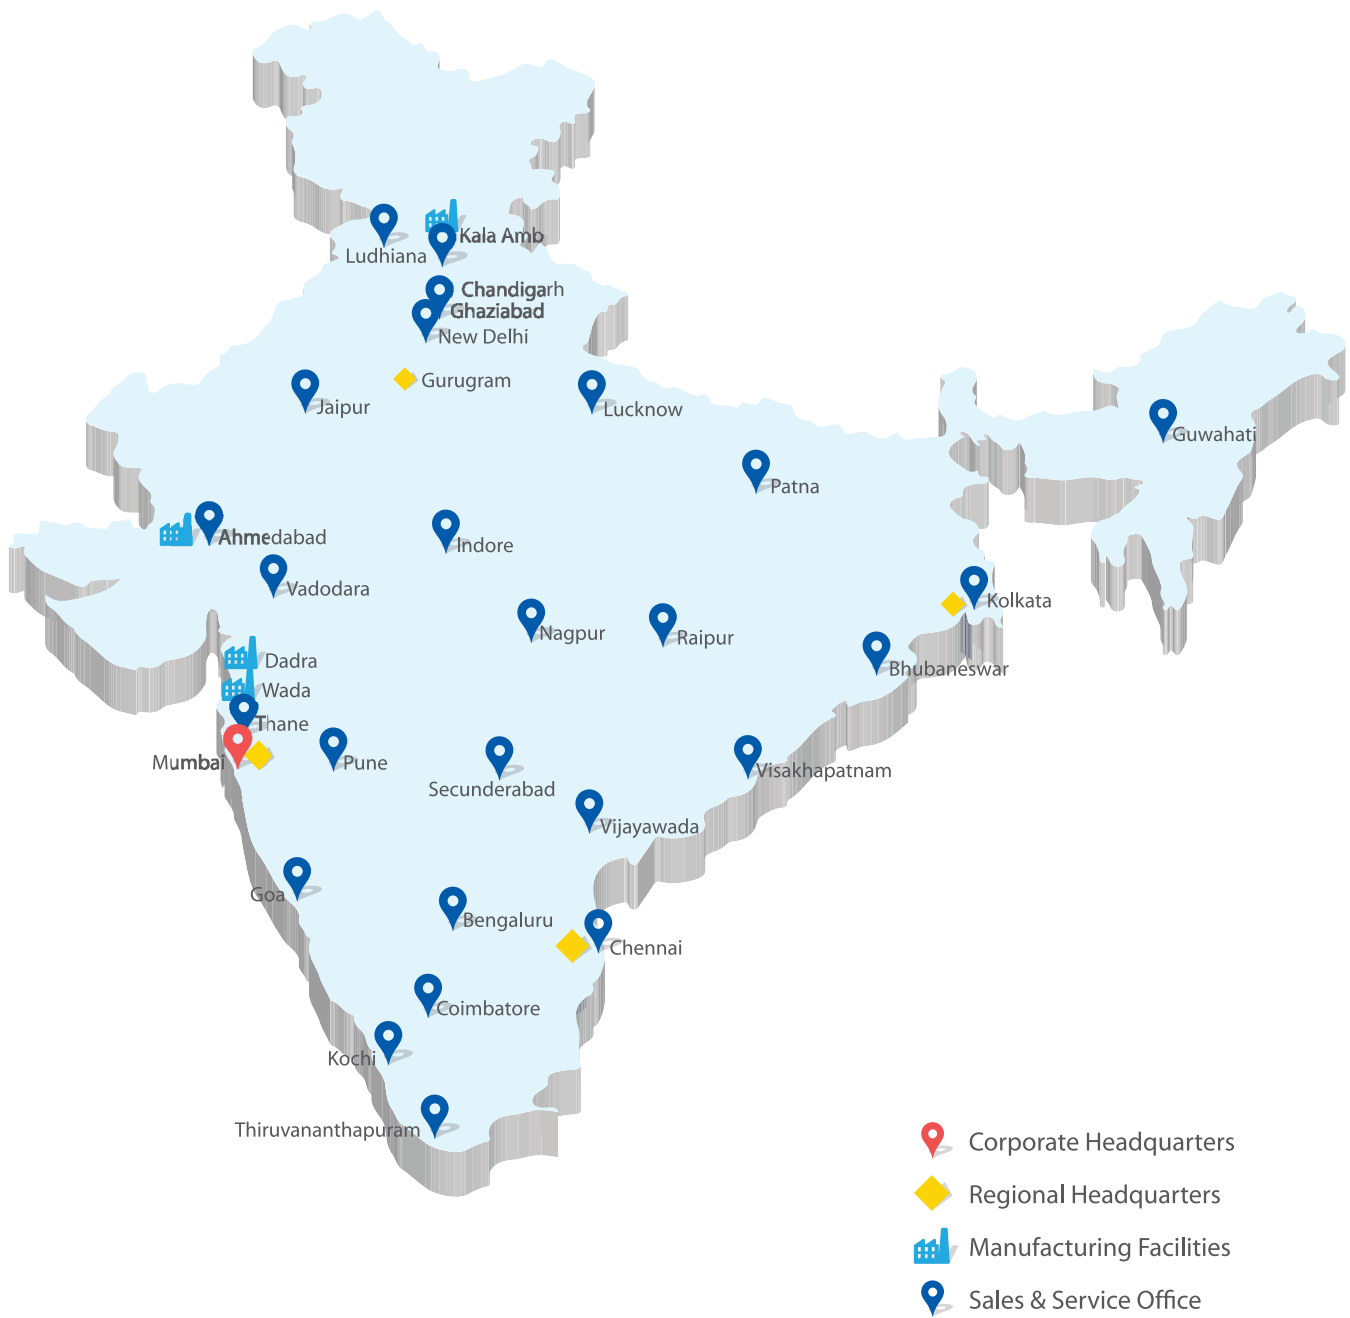 Kala Amb
Ludhiana
Chandigarh
Ghaziabad
New Delhi
Gurugram
Jaipur
Lucknow
Guwahati
Patna
Ahmedabad
Indore
Vadodara
Kolkata
Nagpur
Raipur
Dadra
Bhubaneswar
Wada
Thane
Mumbai
Pune
Visakhapatnam
Secunderabad
Vijayawada
Goa
Bengaluru
Chennai
Coimbatore
Kochi
Thiruvananthapuram
Corporate Headquarters
Regional Headquarters
Manufacturing Facilities
Sales & Service Office